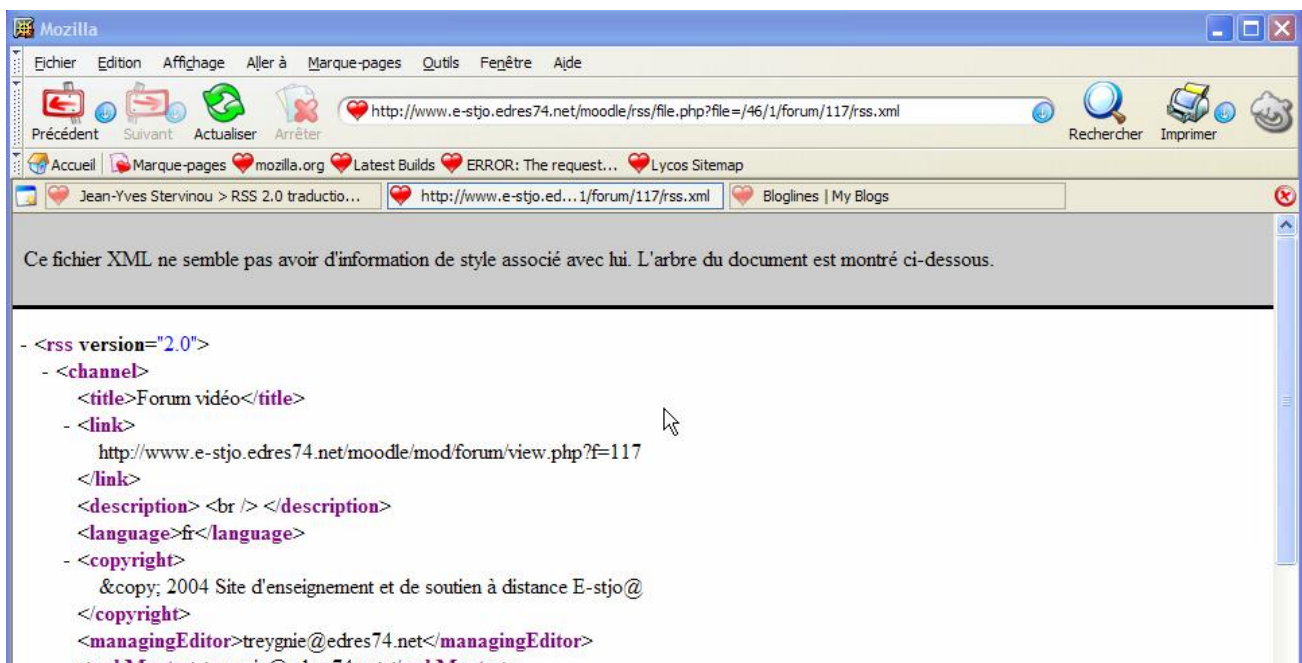 Mozilla
Fichier Edition Affichage Aller à Marque-pages Outils Fenêtre Aide
http://www.e-stjo.edres74.net/moodle/rss/file.php?file=/46/1/forum/117/rss.xml
Précédent Suivant Actualiser Arrêter Rechercher Imprimer
Accueil Marque-pages mozilla.org Latest Builds ERROR: The request... Lycos Sitemap
Jean-Yves Stervinou > RSS 2.0 traductio... http://www.e-stjo.ed...1/forum/117/rss.xml Bloglines | My Blogs
Ce fichier XML ne semble pas avoir d'information de style associé avec lui. L'arbre du document est montré ci-dessous.
- <rss version="2.0">
- <channel>
<title>Forum vidéo</title>
- <link>
http://www.e-stjo.edres74.net/moodle/mod/forum/view.php?f=117
</link>
<description> <br /> </description>
<language>fr</language>
- <copyright>
&copy; 2004 Site d'enseignement et de soutien à distance E-stjo@
</copyright>
<managingEditor>treygnie@edres74.net</managingEditor>